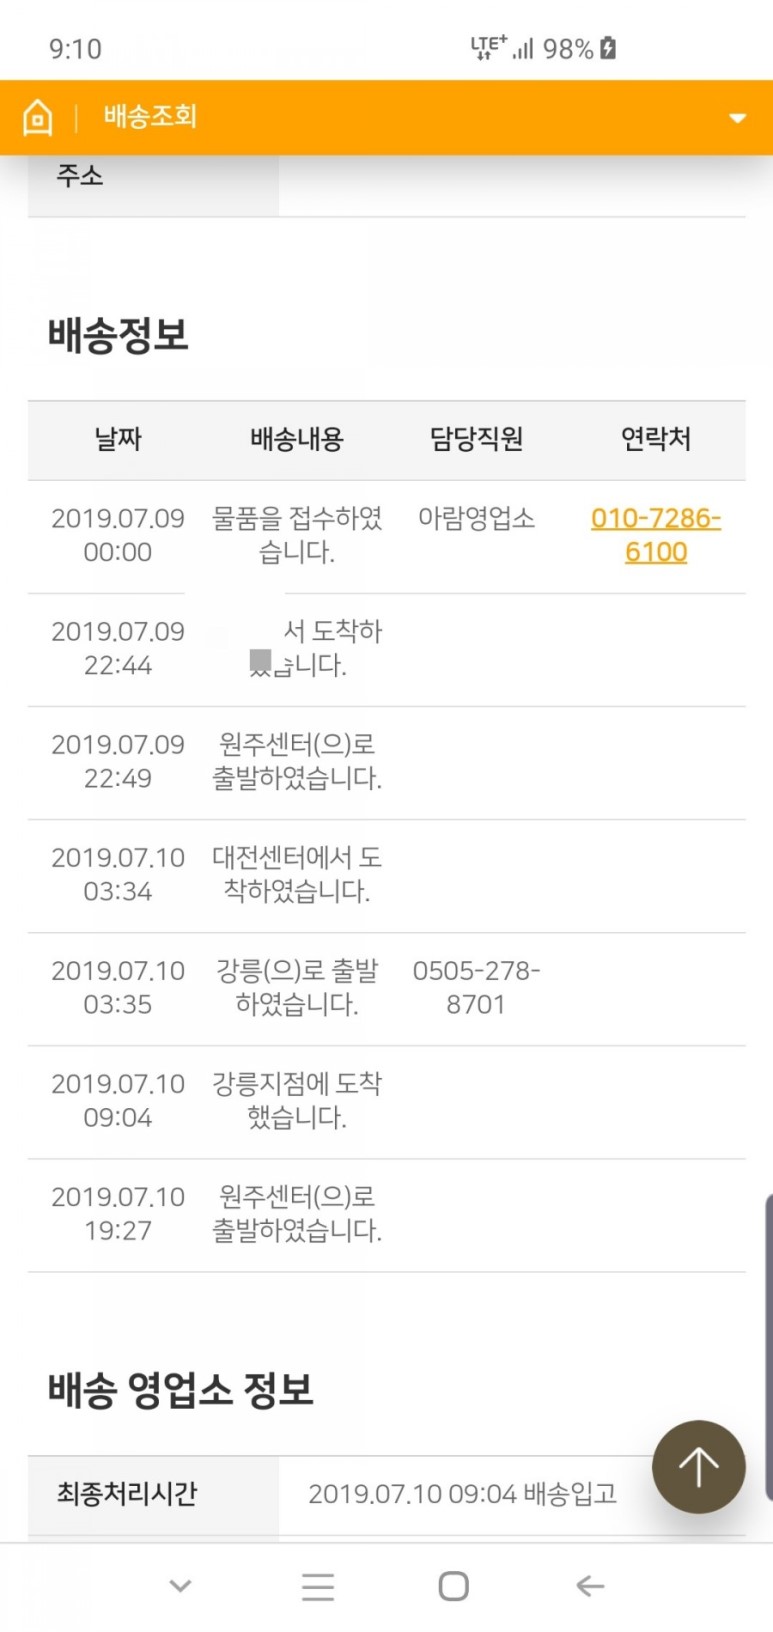 9:10
LTE+ 98%
배송조회
주소
배송정보
날짜 배송내용 담당직원 연락처
2019.07.09 물품을 접수하였 아람영업소 010-7286-
00:00 습니다. 6100
2019.07.09 서 도착하
22:44 습니다.
2019.07.09 원주센터(으)로
22:49 출발하였습니다.
2019.07.10 대전센터에서 도
03:34 착하였습니다.
2019.07.10 강릉(으)로 출발 0505-278-
03:35 하였습니다. 8701
2019.07.10 강릉지점에 도착
09:04 했습니다.
2019.07.10 원주센터(으)로
19:27 출발하였습니다.
배송 영업소 정보
최종처리시간 2019.07.10 09:04 배송입고